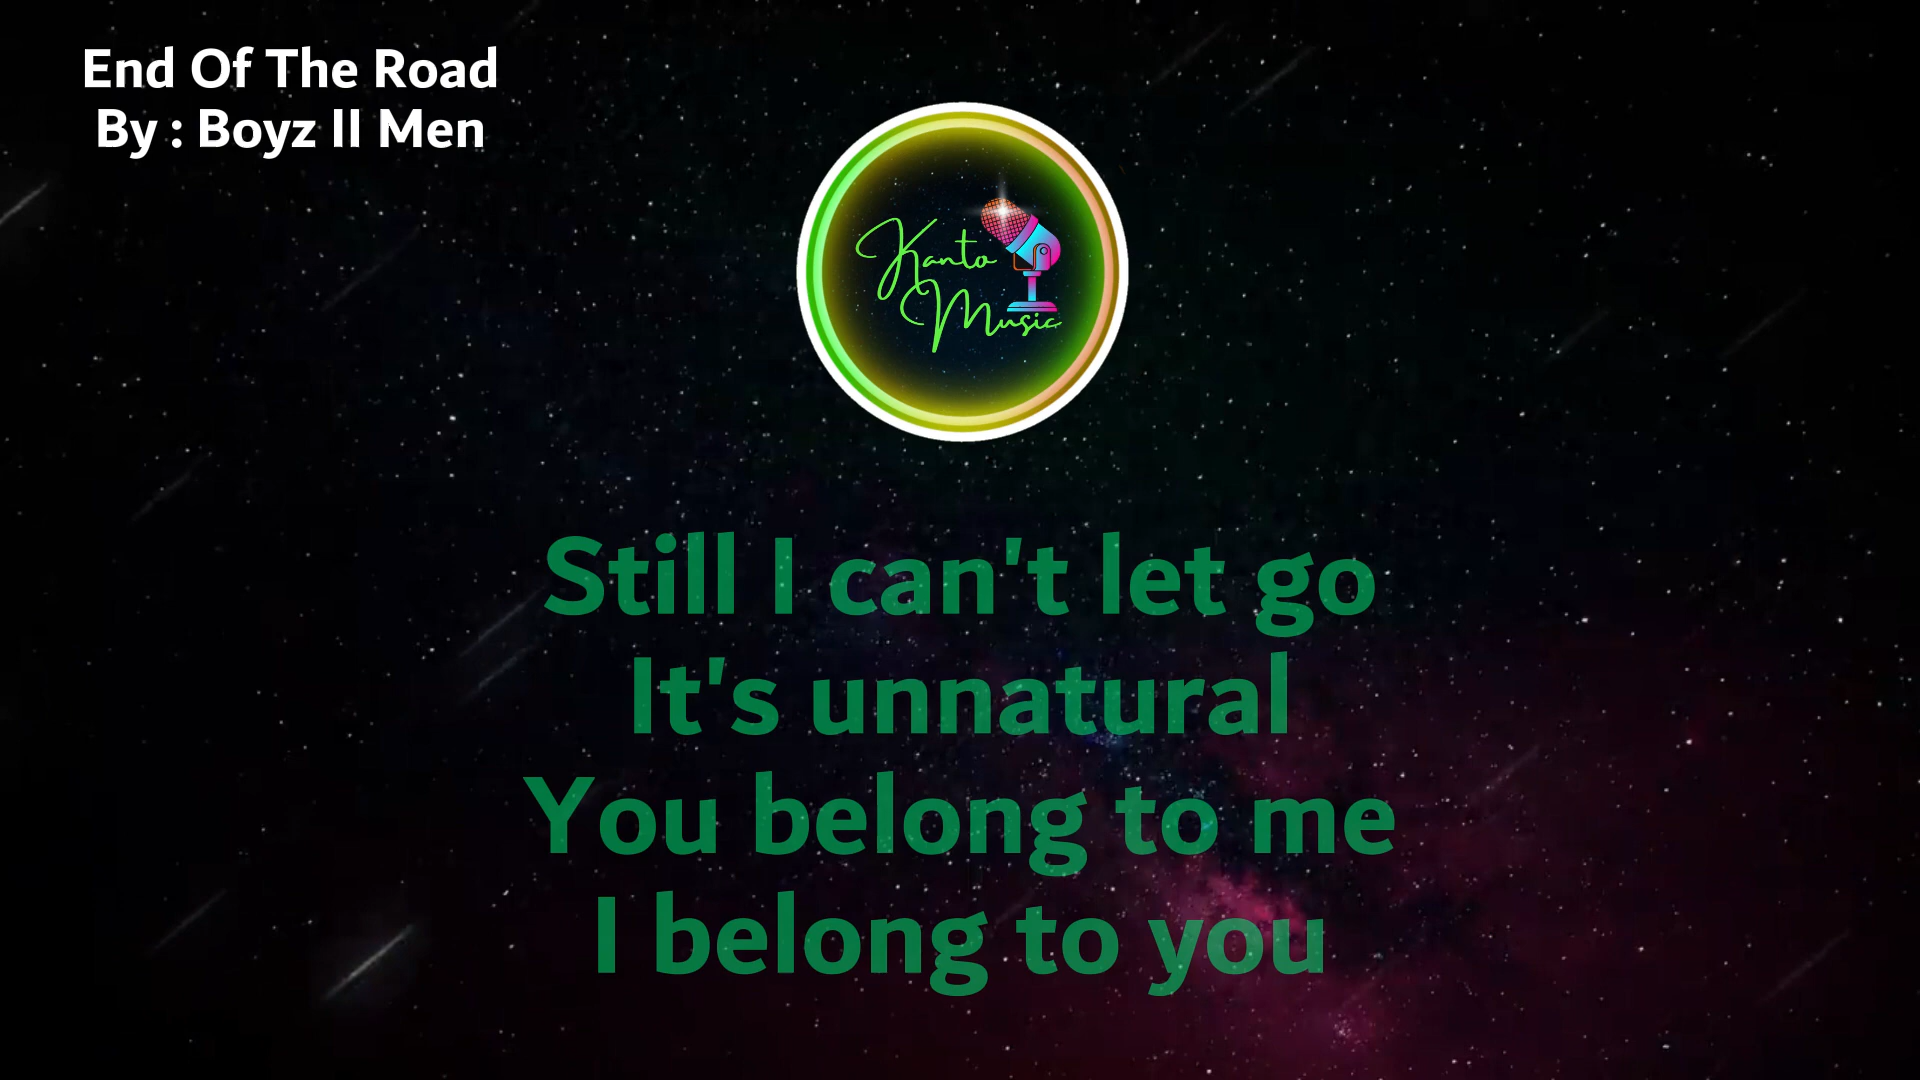 End Of The Road
By : Boyz II Men
Kanto
Music
Still I can't let go
It's unnatural
You belong to me
I belong to you